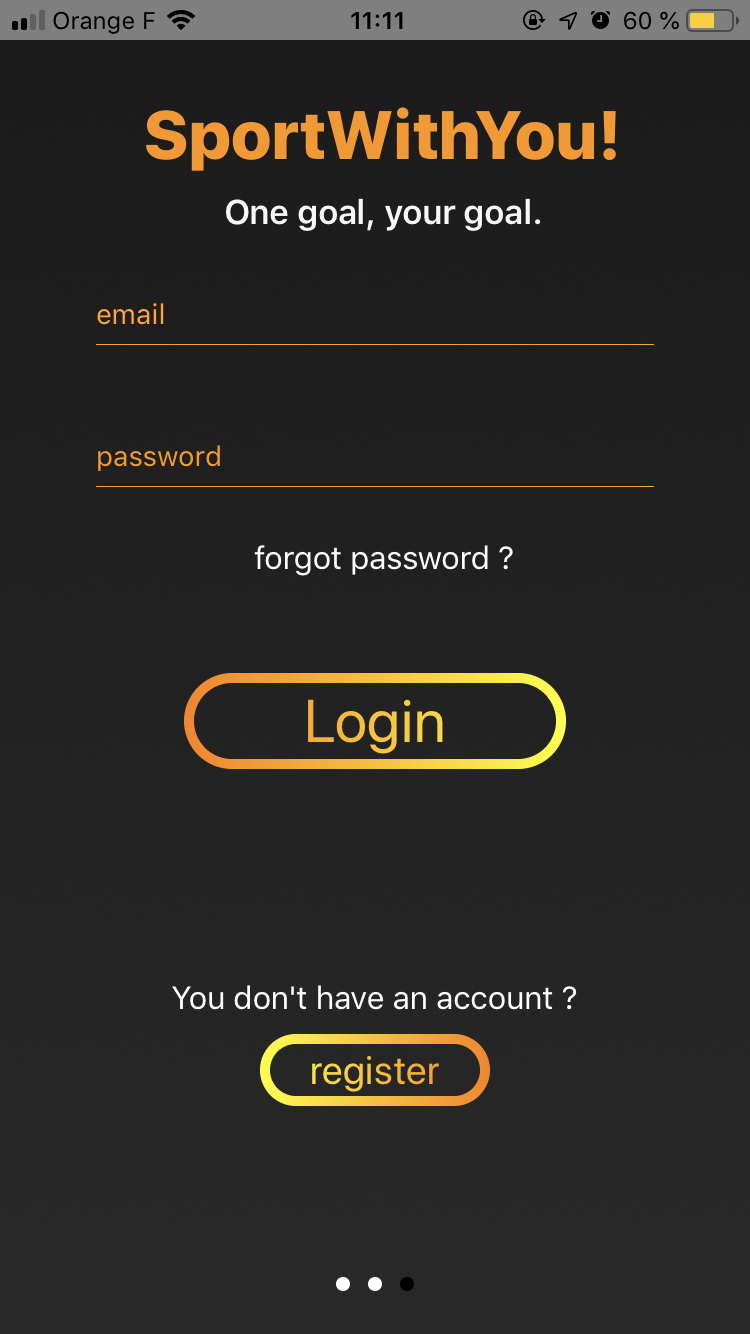 Orange F 11:11 60 %
SportWithYou!
One goal, your goal.
email
password
forgot password ?
Login
You don't have an account ?
register